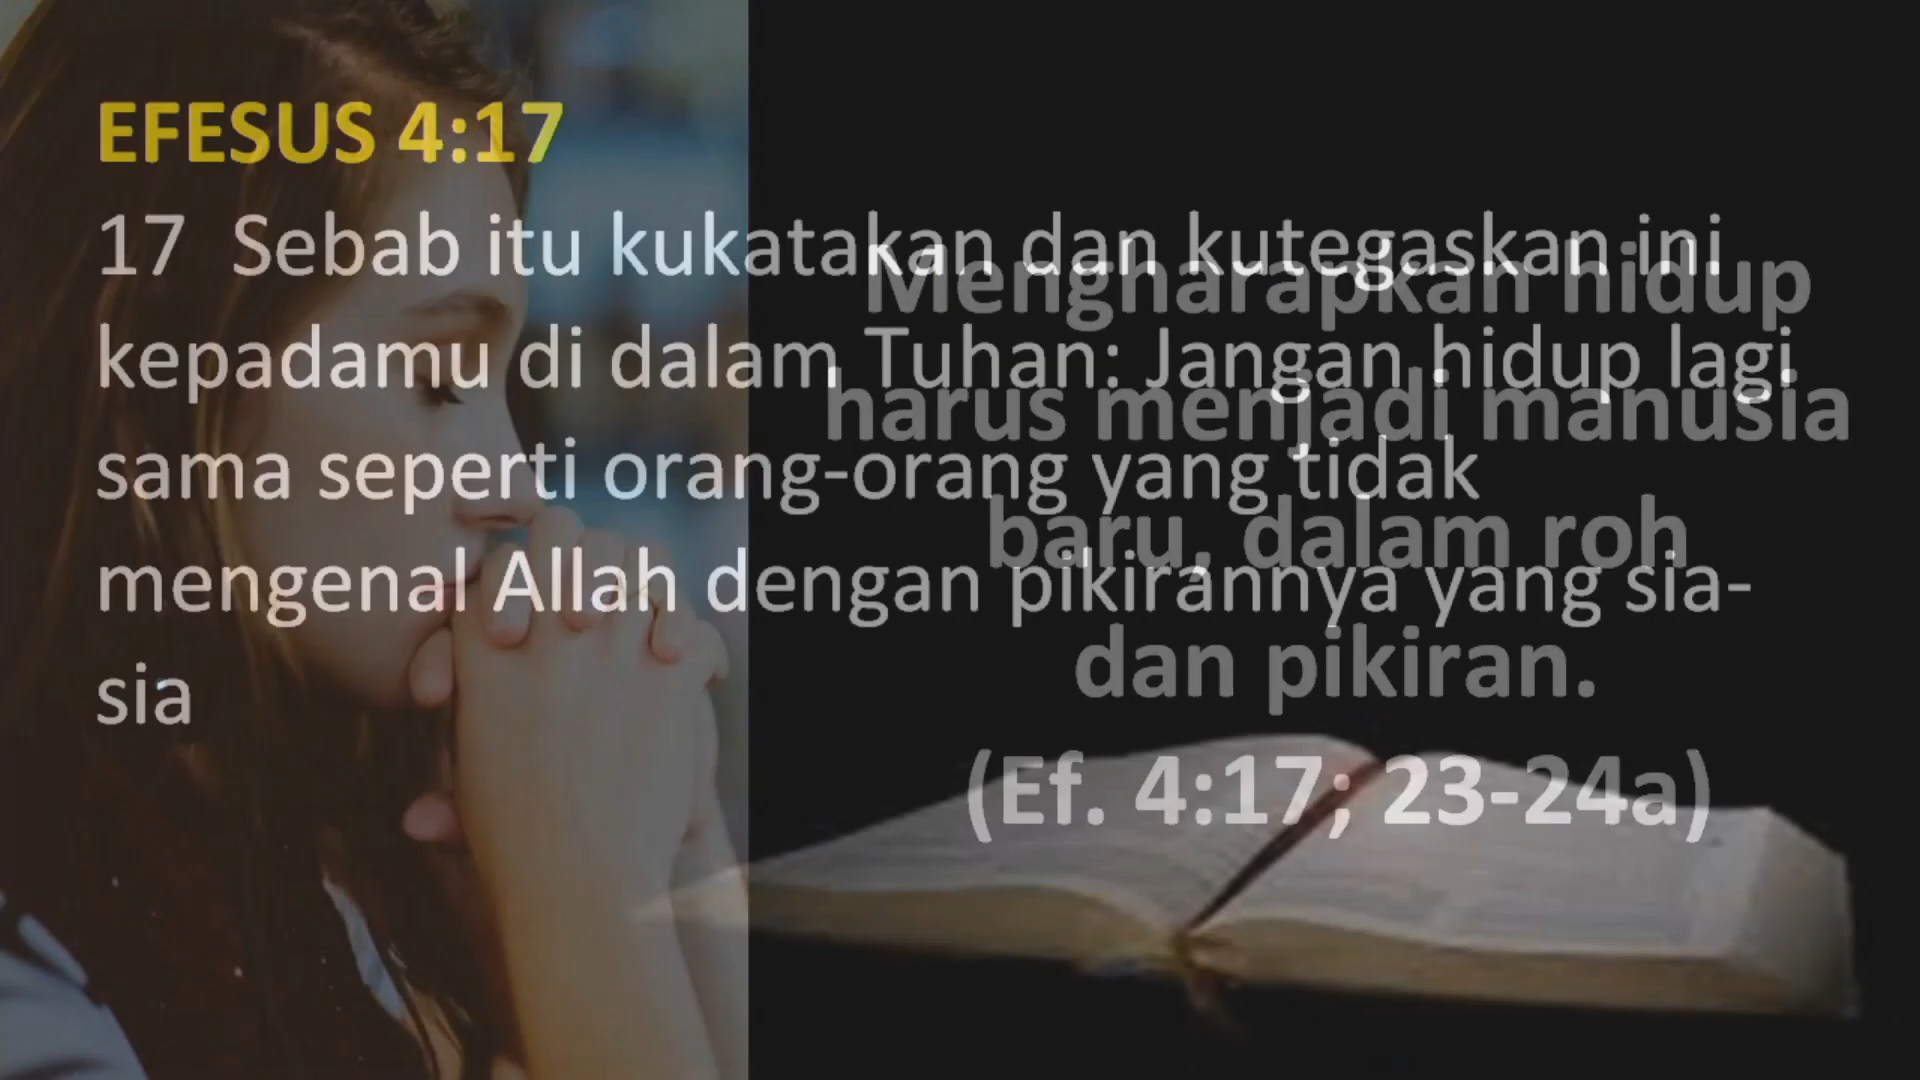 EFESUS 4:17
17 Sebab itu kukatakan dan kutegaskan ini
kepadamu di dalam Tuhan: Jangan hidup lagi
sama seperti orang-orang yang tidak
mengenal Allah dengan pikirannya yang sia-
sia
Mengharapkan hidup
harus menjadi manusia
baru, dalam roh
dan pikiran.
(Ef. 4:17; 23-24a)